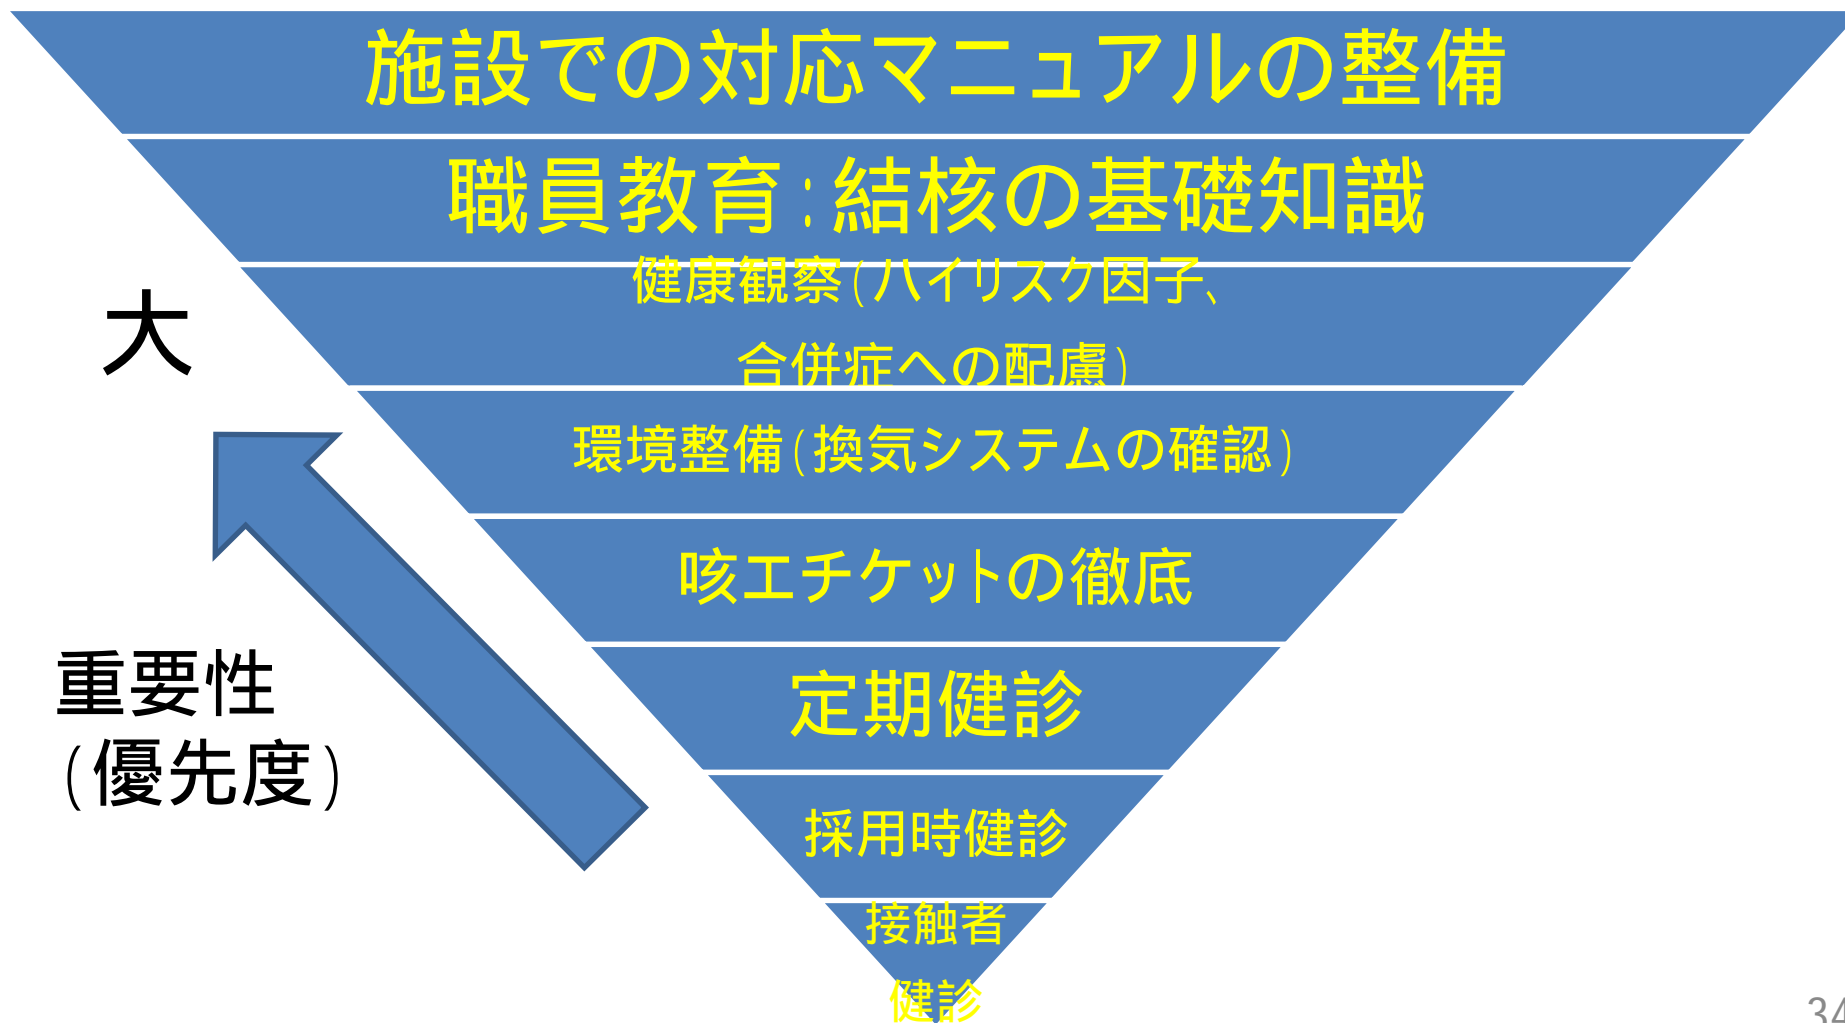 施設での対応マニュアルの整備
職員教育:結核の基礎知識
健康観察(ハイリスク因子、
合併症への配慮)
環境整備(換気システムの確認)
咳エチケットの徹底
定期健診
採用時健診
接触者
健診
大
重要性
(優先度)
34